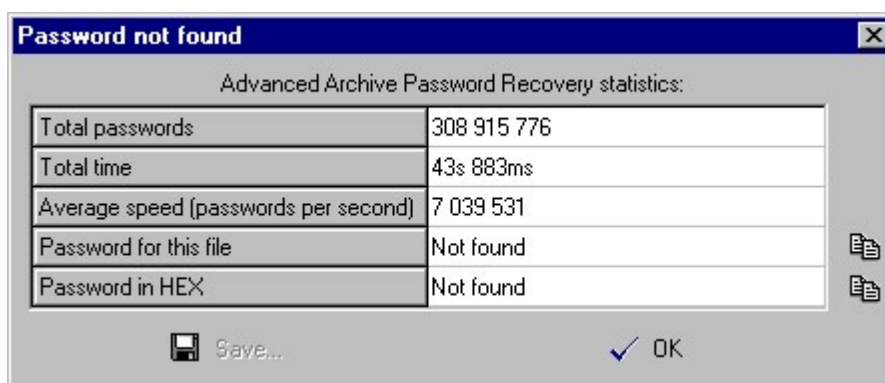 Password not found
Advanced Archive Password Recovery statistics:
Total passwords 308 915 776
Total time 43s 883ms
Average speed (passwords per second) 7 039 531
Password for this file Not found
Password in HEX Not found
Save... OK